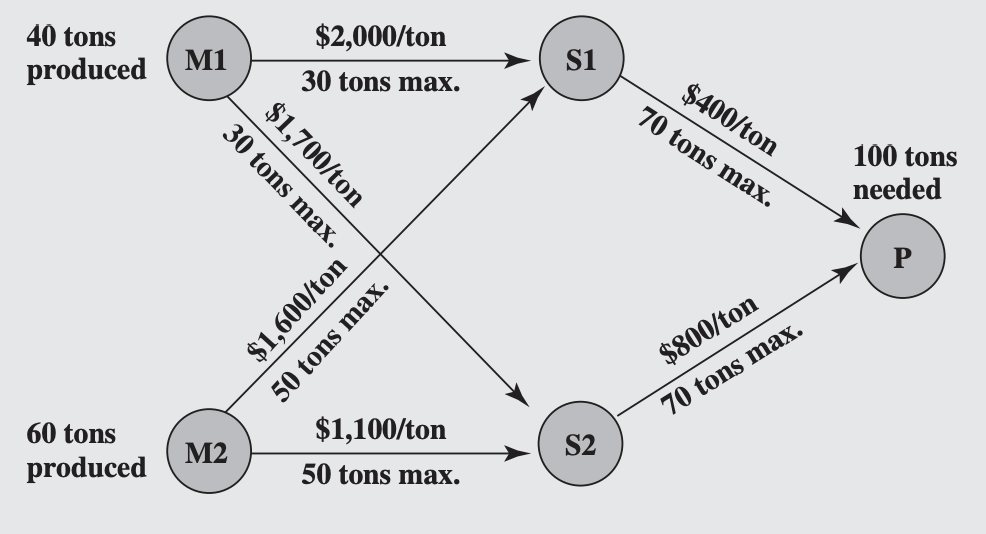 40 tons
produced
M1
$2,000/ton
30 tons max.
S1
$1,700/ton
30 tons max.
$400/ton
70 tons max.
100 tons
needed
P
$1,600/ton
50 tons max.
$800/ton
70 tons max.
60 tons
produced
M2
$1,100/ton
50 tons max.
S2